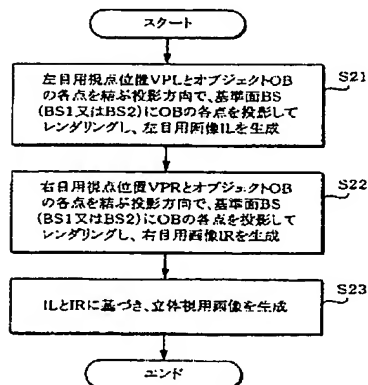 スタート
左目用視点位置VPLとオブジェクトOB
の各点を結ぶ投影方向で、基準面BS
(BS1又はBS2)にOBの各点を投影して
レンダリングし、左目用画像ILを生成
S21
右目用視点位置VPRとオブジェクトOB
の各点を結ぶ投影方向で、基準面BS
(BS1又はBS2)にOBの各点を投影して
レンダリングし、右目用画像IRを生成
S22
ILとIRに基づき、立体視用画像を生成
S23
エンド